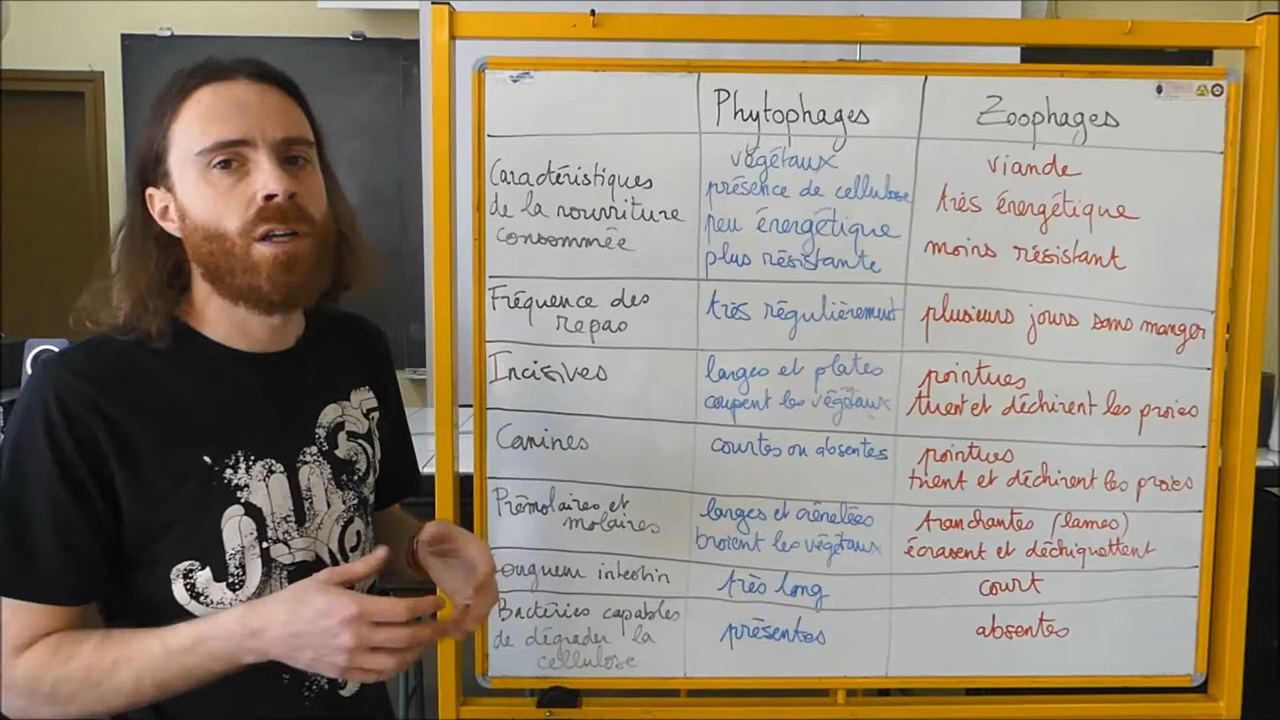 Phytophages
Zoophages
Caractéristiques
de la nourriture
consommée
végétaux
présence de cellulose
peu énergétique
plus résistante
viande
très énergétique
moins résistant
Fréquence des
repas
très régulièrement
plusieurs jours sans manger
Incisives
larges et plates
coupent les végétaux
pointues
tuent et déchirent les proies
Canines
courtes ou absentes
pointues
tuent et déchirent les proies
Prémolaires et
molaires
larges et crénelées
broient les végétaux
tranchantes (lames)
écrasent et déchiquettent
longueur intestin
très long
court
Bactéries capables
de dégrader la
cellulose
présentes
absentes